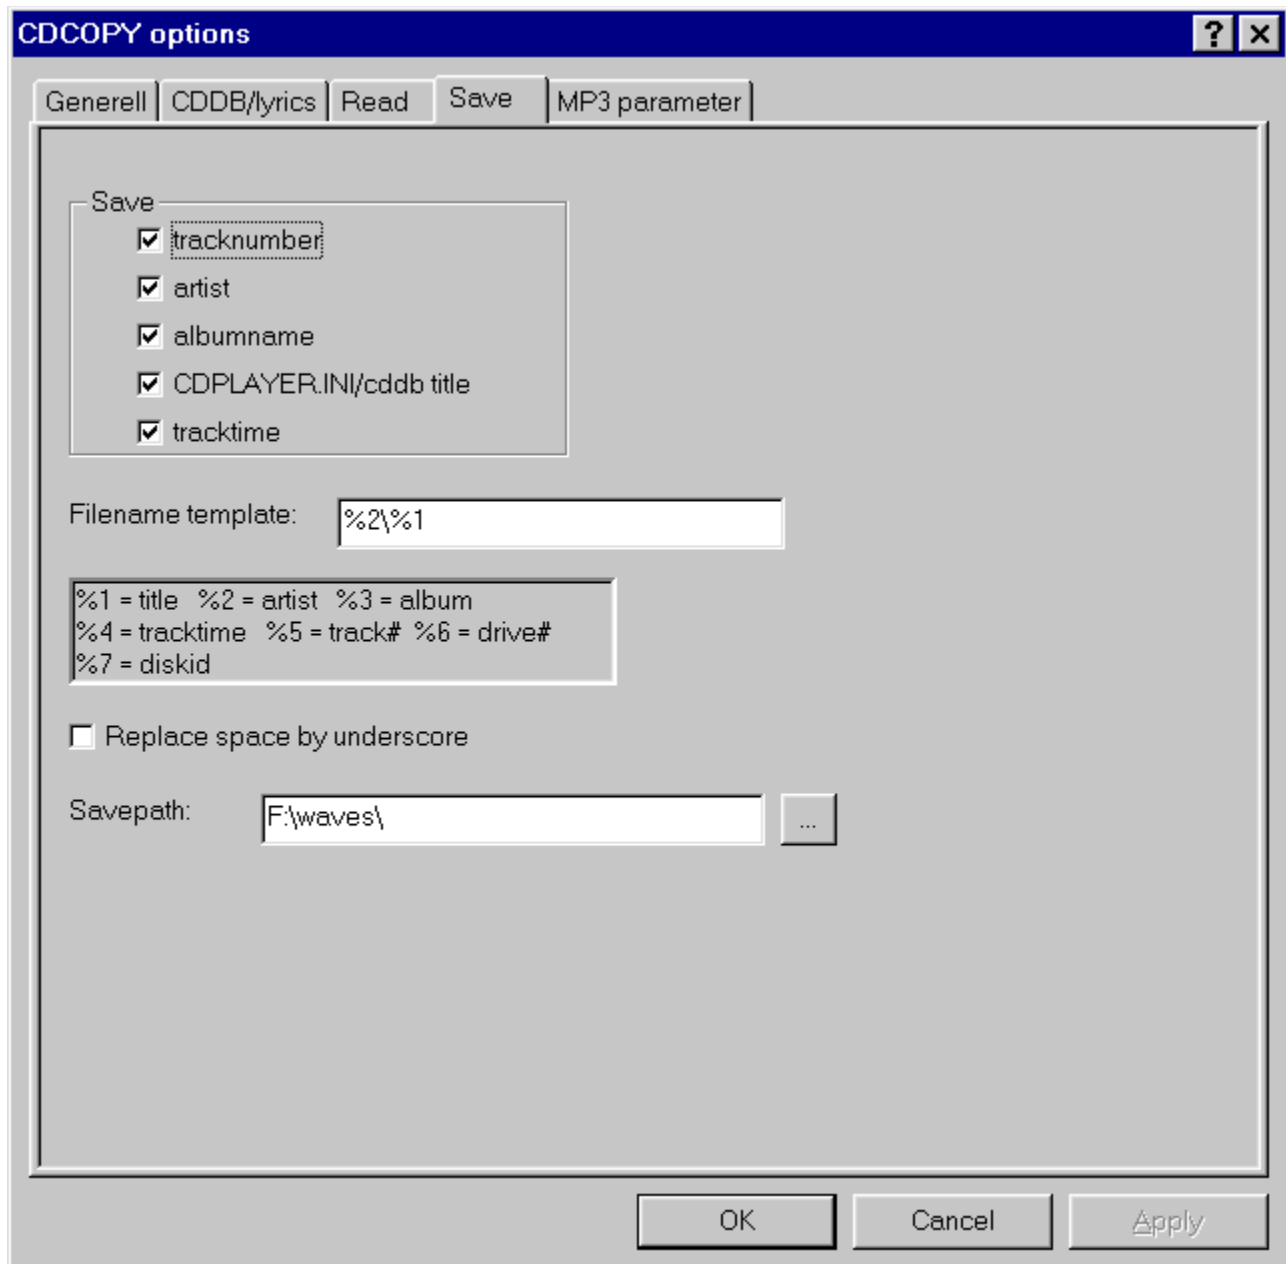 CDCOPY options
Generell CDDB/lyrics Read Save MP3 parameter
Save
tracknumber
artist
albumname
CDPLAYER.INI/cddb title
tracktime
Filename template: %2\%1
%1 = title %2 = artist %3 = album
%4 = tracktime %5 = track# %6 = drive#
%7 = diskid
Replace space by underscore
Savepath: F:\waves\ ...
OK Cancel Apply